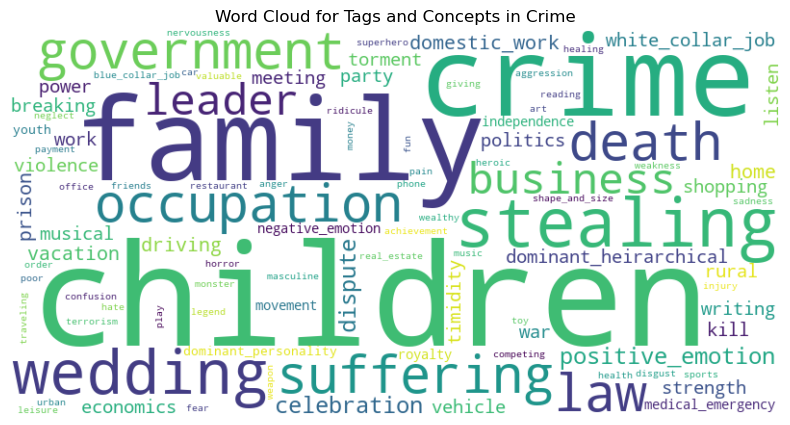 Word Cloud for Tags and Concepts in Crime
nervousness
superhero
healing
government
domestic_work
white_collar_job
blue_collar_job
car
valuable
torment
aggression
crime
power
meeting
party
giving
reading
listen
breaking
leader
family
ridicule
money
fun
independence
art
neglect
youth
work
politics
death
payment
violence
pain
heroic
weakness
home
office
friends
restaurant
anger
phone
business
shopping
prison
occupation
wealthy
shape_and_size
sadness
stealing
musical
negative_emotion
achievement
vacation
driving
dispute
real_estate
music
order
horror
masculine
timidity
dominant_heirarchical
poor
children
rural
confusion
monster
injury
traveling
hate
play
legend
movement
toy
writing
terrorism
war
kill
wedding
dominant_personality
royalty
competing
positive_emotion
suffering
weapon
law
health
disgust
sports
strength
urban
leisure
economics
fear
celebration
vehicle
medical_emergency